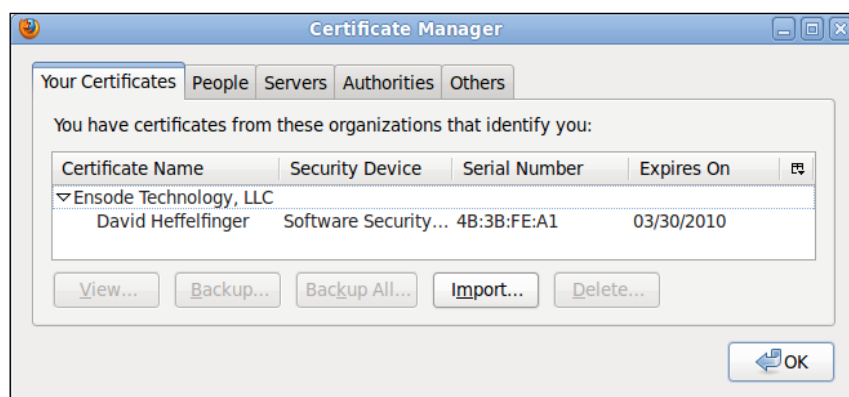 Certificate Manager
Your Certificates People Servers Authorities Others
You have certificates from these organizations that identify you:
Certificate Name Security Device Serial Number Expires On
Ensode Technology, LLC
David Heffelfinger Software Security... 4B:3B:FE:A1 03/30/2010
View... Backup... Backup All... Import... Delete...
OK